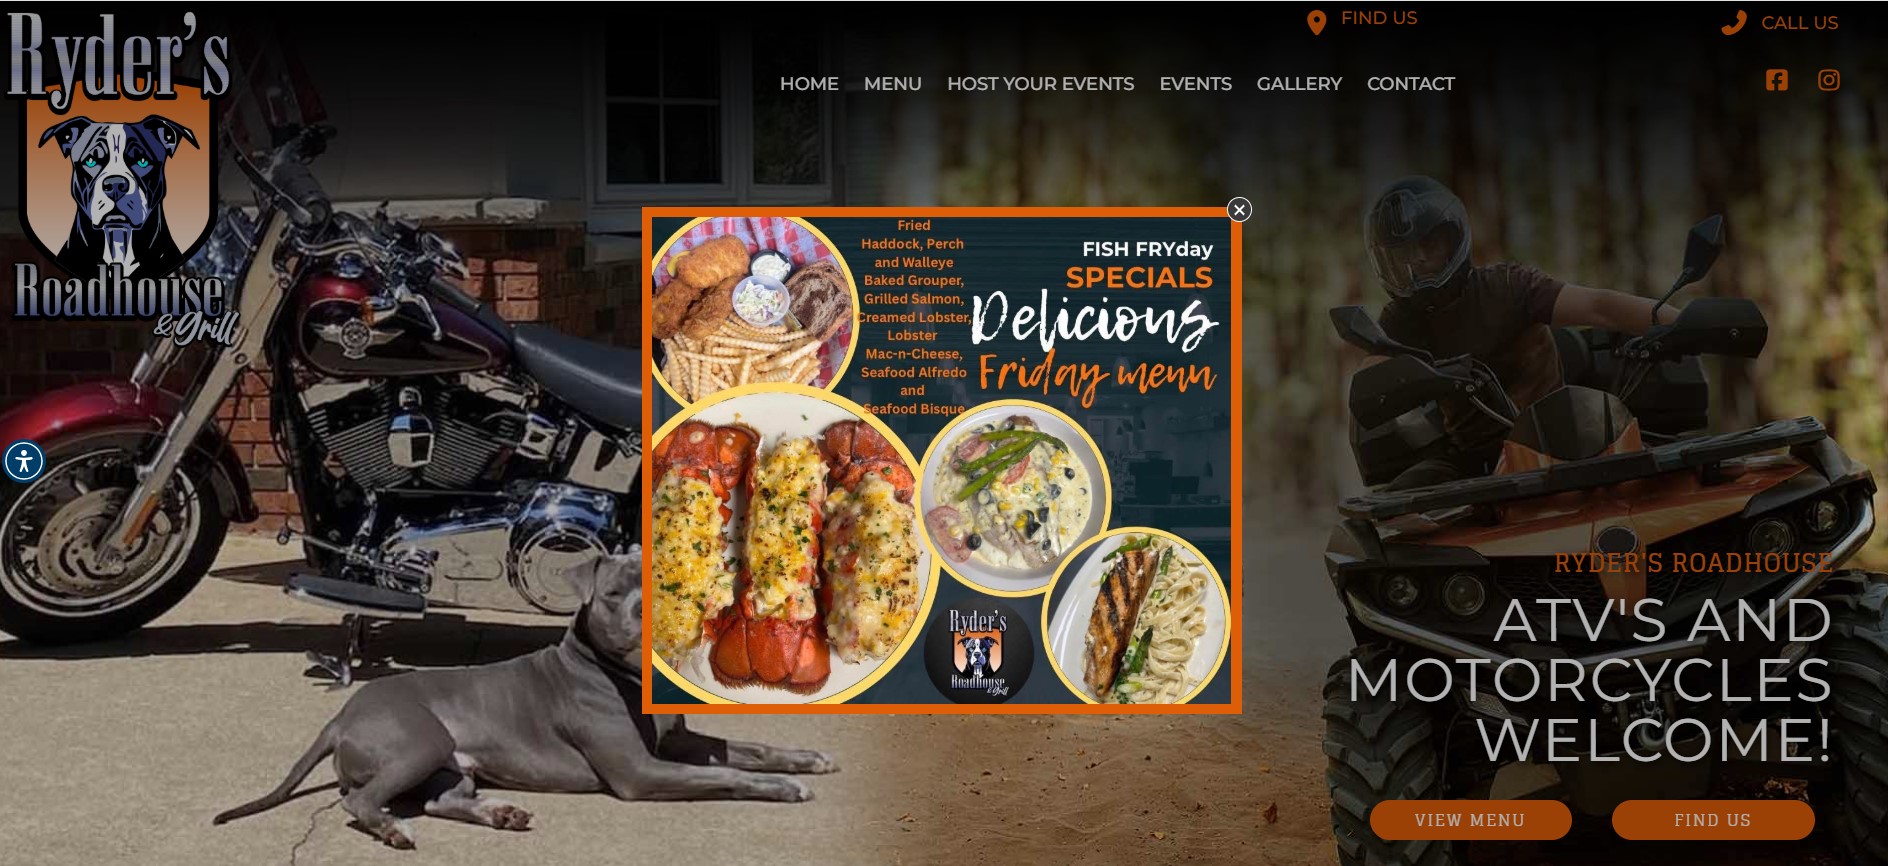 Ryder's
Roadhouse
& Grill
FIND US
CALL US
HOME MENU HOST YOUR EVENTS EVENTS GALLERY CONTACT
Fried
Haddock, Perch
and Walleye
Baked Grouper,
Grilled Salmon,
Creamed Lobster,
Lobster
Mac-n-Cheese,
Seafood Alfredo
and
Seafood Bisque
FISH FRYday
SPECIALS
Delicious
Friday menu
Ryder's
Roadhouse
& Grill
RYDER'S ROADHOUSE
ATV'S AND
MOTORCYCLES
WELCOME!
VIEW MENU
FIND US